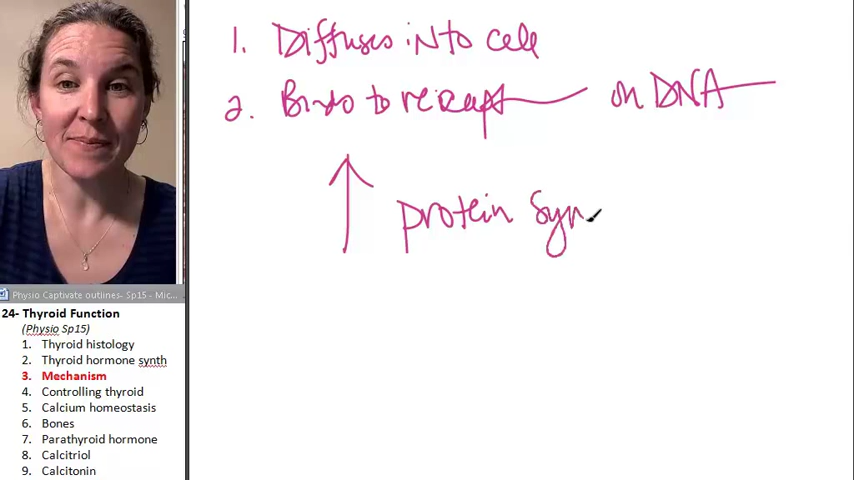 1. Diffuses into cell
2. Binds to recept on DNA
↑ protein syn
Physio Captivate outlines- Sp15 - Mic...
24- Thyroid Function
(Physio Sp15)
1. Thyroid histology
2. Thyroid hormone synth
3. Mechanism
4. Controlling thyroid
5. Calcium homeostasis
6. Bones
7. Parathyroid hormone
8. Calcitriol
9. Calcitonin